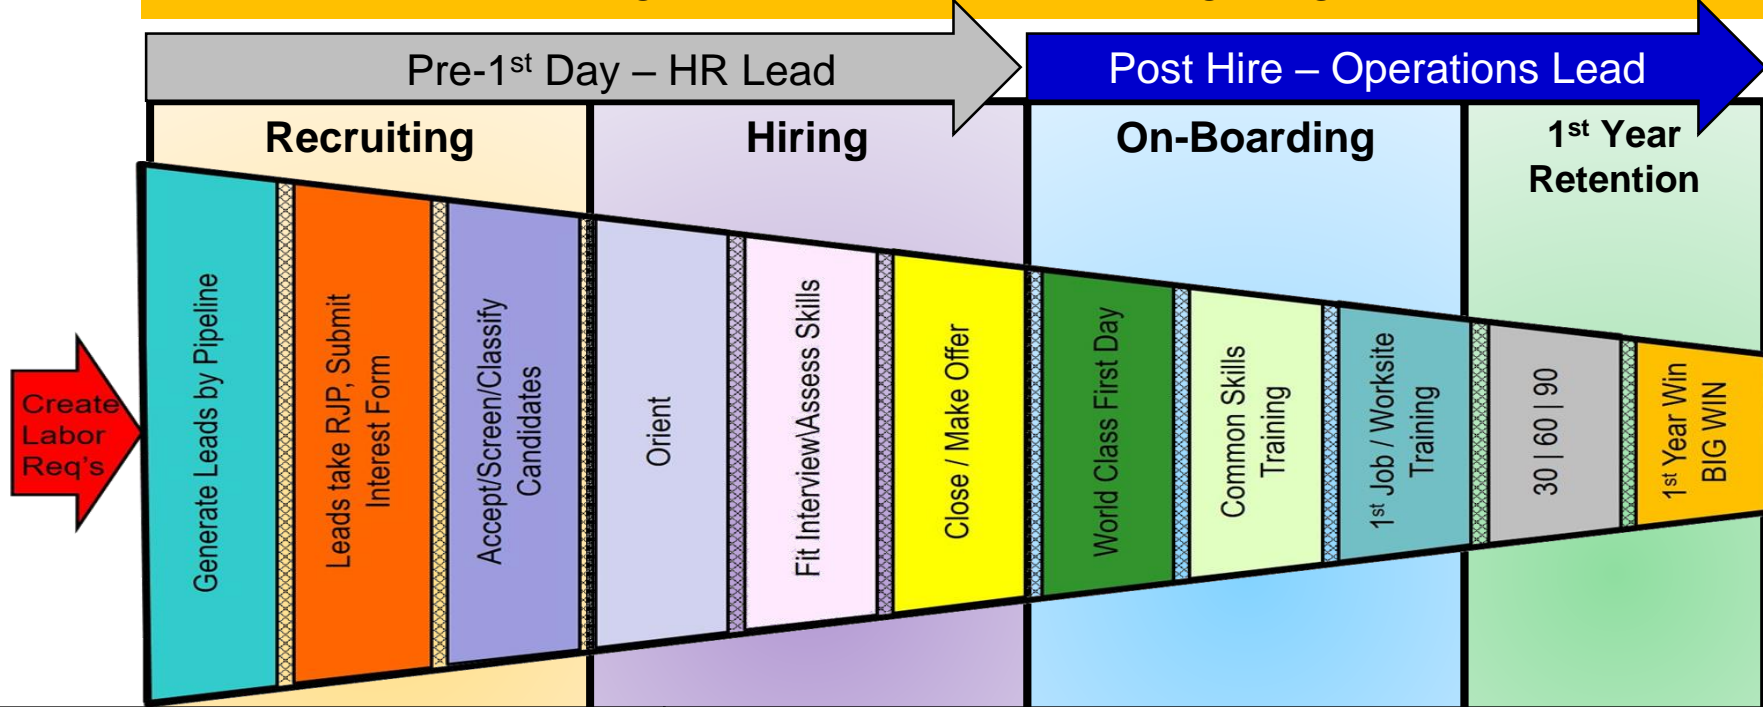 Pre-1st Day – HR Lead
Post Hire – Operations Lead
Recruiting
Hiring
On-Boarding
1st Year
Retention
Create
Labor
Req's
Generate Leads by Pipeline
Leads take RJP, Submit
Interest Form
Accept/Screen/Classify
Candidates
Orient
Fit Interview\Assess Skills
Close / Make Offer
World Class First Day
Common Skills
Training
1st Job / Worksite
Training
30 | 60 | 90
1st Year Win
BIG WIN